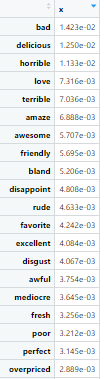 x
bad 1.423e-02
delicious 1.250e-02
horrible 1.133e-02
love 7.316e-03
terrible 7.036e-03
amaze 6.888e-03
awesome 5.707e-03
friendly 5.695e-03
bland 5.206e-03
disappoint 4.808e-03
rude 4.633e-03
favorite 4.242e-03
excellent 4.084e-03
disgust 4.067e-03
awful 3.754e-03
mediocre 3.645e-03
fresh 3.256e-03
poor 3.212e-03
perfect 3.145e-03
overpriced 2.889e-03